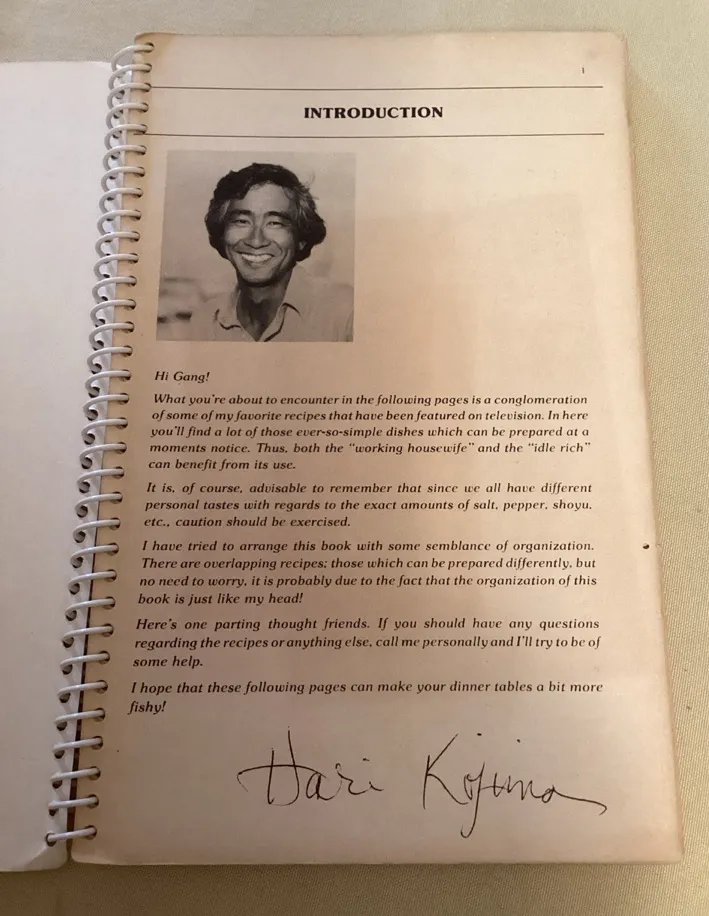 1
INTRODUCTION
Hi Gang!
What you're about to encounter in the following pages is a conglomeration
of some of my favorite recipes that have been featured on television. In here
you'll find a lot of those ever-so-simple dishes which can be prepared at a
moments notice. Thus, both the "working housewife" and the "idle rich"
can benefit from its use.
It is, of course, advisable to remember that since we all have different
personal tastes with regards to the exact amounts of salt, pepper, shoyu,
etc., caution should be exercised.
I have tried to arrange this book with some semblance of organization.
There are overlapping recipes; those which can be prepared differently, but
no need to worry, it is probably due to the fact that the organization of this
book is just like my head!
Here's one parting thought friends. If you should have any questions
regarding the recipes or anything else, call me personally and I'll try to be of
some help.
I hope that these following pages can make your dinner tables a bit more
fishy!
Hari Kojima